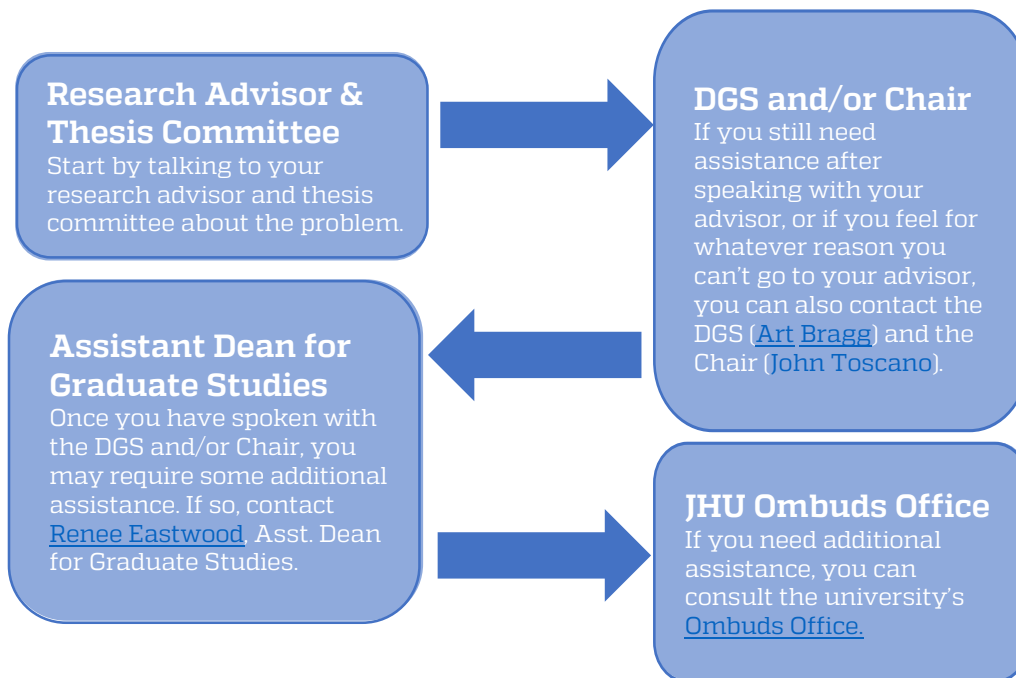 Research Advisor &
Thesis Committee
Start by talking to your
research advisor and thesis
committee about the problem.
DGS and/or Chair
If you still need
assistance after
speaking with your
advisor, or if you feel for
whatever reason you
can't go to your advisor,
you can also contact the
DGS (Art Bragg) and the
Chair (John Toscano).
Assistant Dean for
Graduate Studies
Once you have spoken with
the DGS and/or Chair, you
may require some additional
assistance. If so, contact
Renee Eastwood, Asst. Dean
for Graduate Studies.
JHU Ombuds Office
If you need additional
assistance, you can
consult the university's
Ombuds Office.